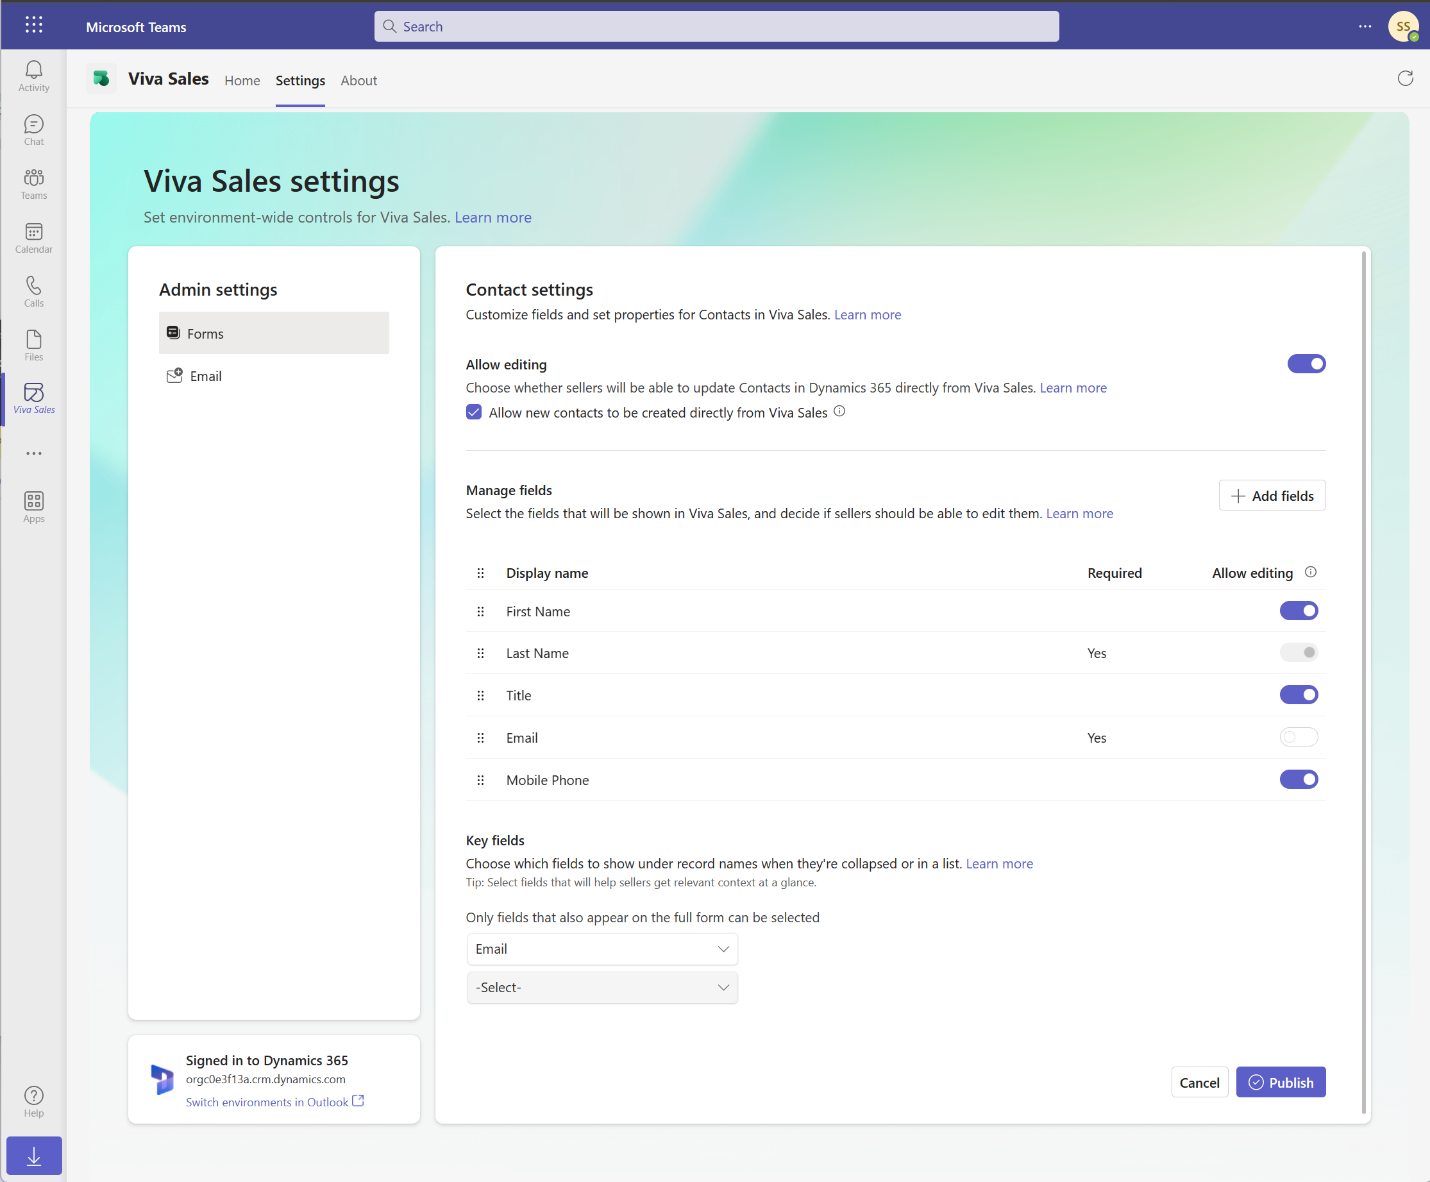 Microsoft Teams
Search
SS
Activity
Chat
Teams
Calendar
Calls
Files
Viva Sales
Apps
Help
Viva Sales
Home
Settings
About
Viva Sales settings
Set environment-wide controls for Viva Sales. Learn more
Admin settings
Forms
Email
Signed in to Dynamics 365
orgc0e3f13a.crm.dynamics.com
Switch environments in Outlook
Contact settings
Customize fields and set properties for Contacts in Viva Sales. Learn more
Allow editing
Choose whether sellers will be able to update Contacts in Dynamics 365 directly from Viva Sales. Learn more
Allow new contacts to be created directly from Viva Sales
Manage fields
Add fields
Select the fields that will be shown in Viva Sales, and decide if sellers should be able to edit them. Learn more
Display name Required Allow editing
First Name
Last Name Yes
Title
Email Yes
Mobile Phone
Key fields
Choose which fields to show under record names when they're collapsed or in a list. Learn more
Tip: Select fields that will help sellers get relevant context at a glance.
Only fields that also appear on the full form can be selected
Email
-Select-
Cancel
Publish